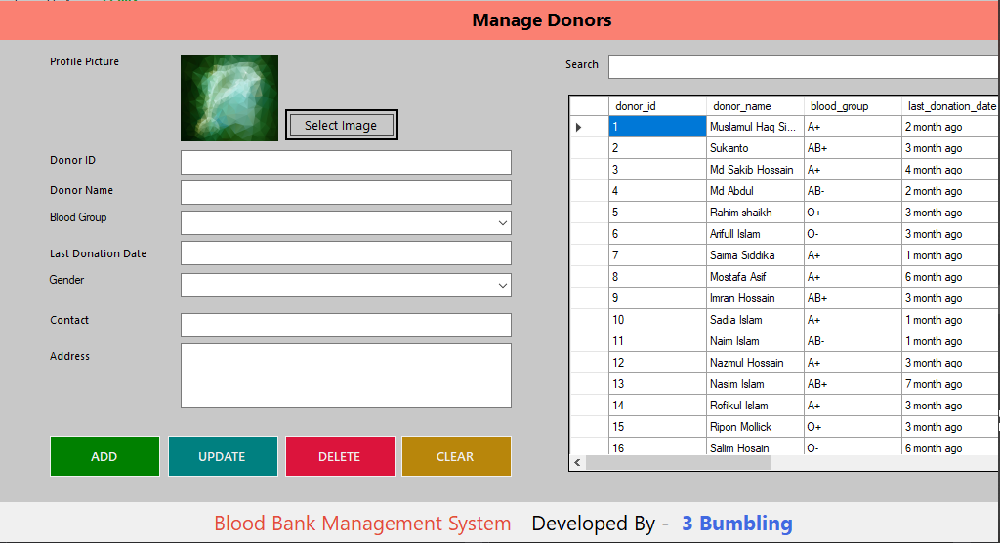 Manage Donors
Profile Picture
Select Image
Donor ID
Donor Name
Blood Group
Last Donation Date
Gender
Contact
Address
ADD UPDATE DELETE CLEAR
Search
donor_id donor_name blood_group last_donation_date
1 Muslamul Haq Si... A+ 2 month ago
2 Sukanto AB+ 3 month ago
3 Md Sakib Hossain A+ 4 month ago
4 Md Abdul AB- 2 month ago
5 Rahim shaikh O+ 3 month ago
6 Arifull Islam O- 3 month ago
7 Saima Siddika A+ 1 month ago
8 Mostafa Asif A+ 6 month ago
9 Imran Hossain AB+ 3 month ago
10 Sadia Islam A+ 1 month ago
11 Naim Islam AB- 1 month ago
12 Nazmul Hossain A+ 3 month ago
13 Nasim Islam AB+ 7 month ago
14 Rofikul Islam A+ 3 month ago
15 Ripon Mollick O+ 3 month ago
16 Salim Hosain O- 6 month ago
Blood Bank Management System Developed By - 3 Bumbling